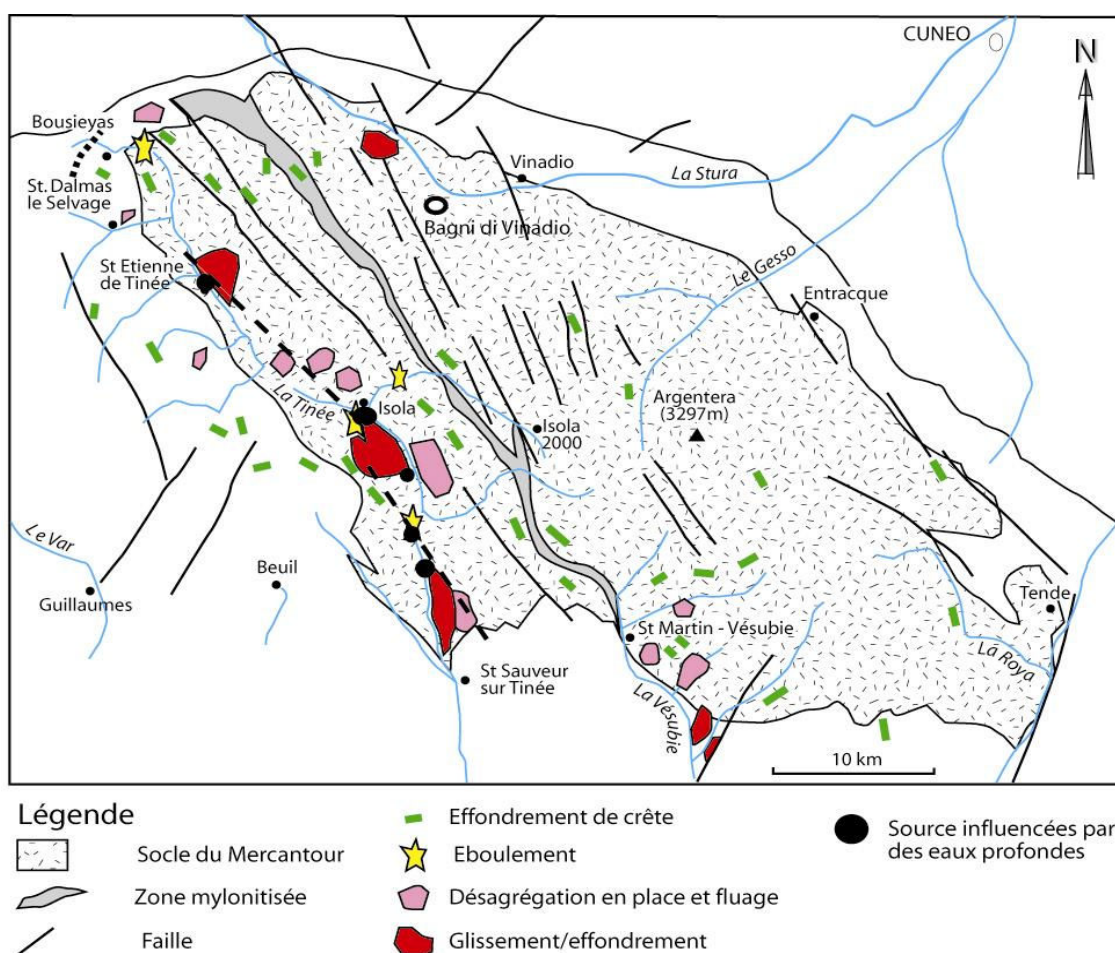 CUNEO
N
Bousieyas
Vinadio
La Stura
St. Dalmas
le Selvage
Bagni di Vinadio
St Etienne
de Tinée
Le Gesso
Entracque
La Tinée
Isola
Argentera
(3297m)
Isola
2000
Le Var
Beuil
Guillaumes
Tende
St Martin - Vésubie
La Roya
St Sauveur
sur Tinée
La Vésubie
10 km
Légende
Socle du Mercantour
Zone mylonitisée
Faille
Effondrement de crête
Eboulement
Désagrégation en place et fluage
Glissement/effondrement
Source influencées par
des eaux profondes